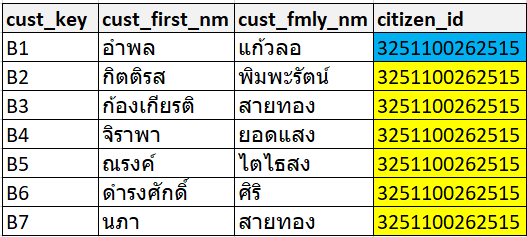 cust_key cust_first_nm cust_fmly_nm citizen_id
B1 อำพล แก้วลอ 3251100262515
B2 กิตติรส พิมพะรัตน์ 3251100262515
B3 ก้องเกียรติ สายทอง 3251100262515
B4 จิราพา ยอดแสง 3251100262515
B5 ณรงค์ ไตไธสง 3251100262515
B6 ดำรงศักดิ์ ศิริ 3251100262515
B7 นภา สายทอง 3251100262515